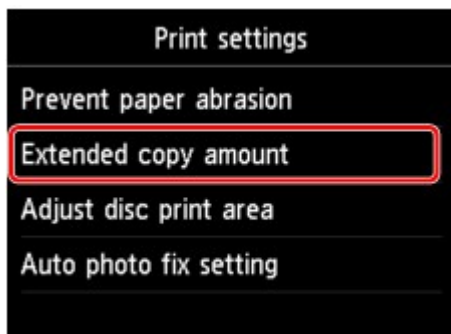 Print settings
Prevent paper abrasion
Extended copy amount
Adjust disc print area
Auto photo fix setting